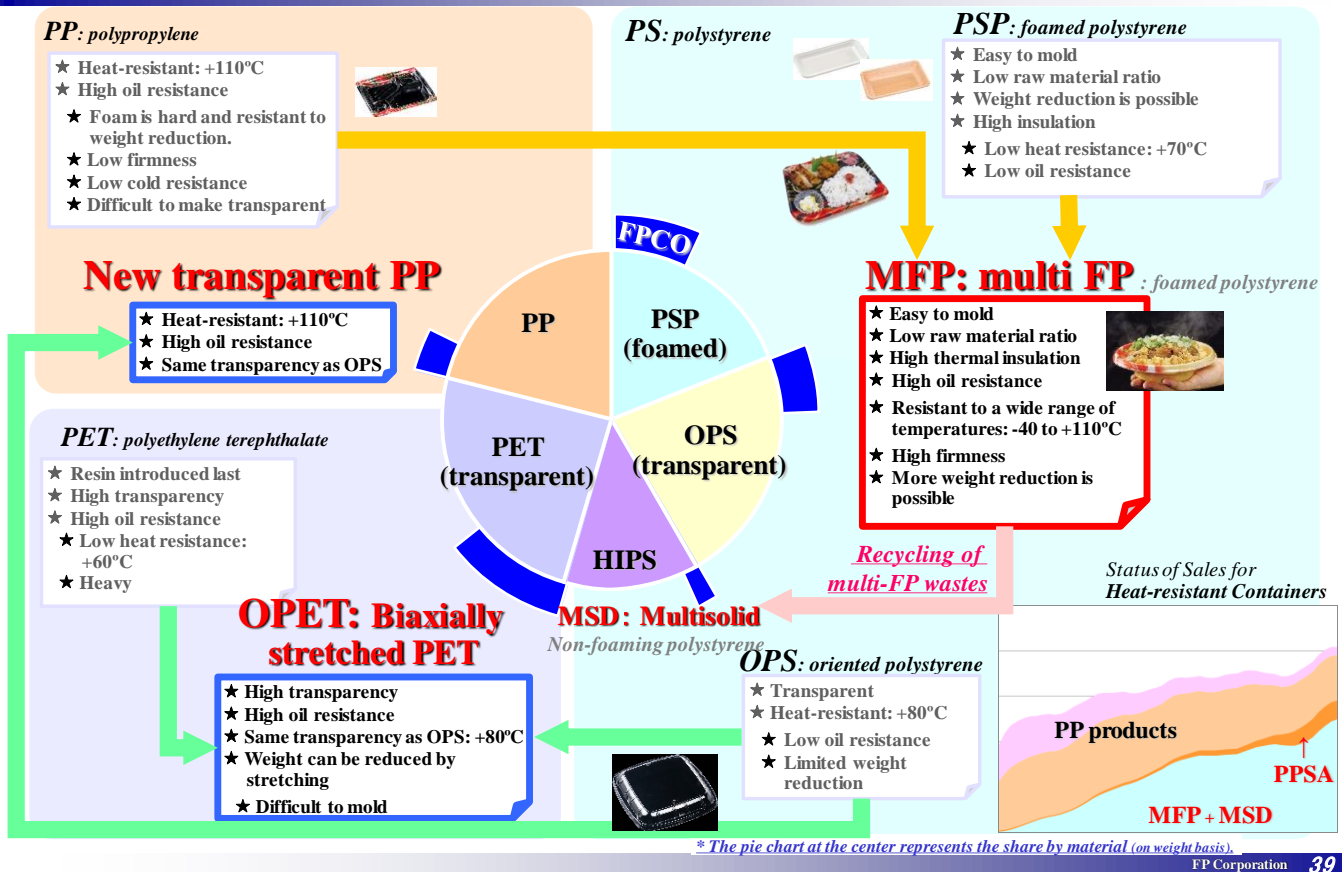 PP: polypropylene
★ Heat-resistant: +110ºC
★ High oil resistance
★ Foam is hard and resistant to
weight reduction.
★ Low firmness
★ Low cold resistance
★ Difficult to make transparent
PS: polystyrene
PSP: foamed polystyrene
★ Easy to mold
★ Low raw material ratio
★ Weight reduction is possible
★ High insulation
★ Low heat resistance: +70ºC
★ Low oil resistance
New transparent PP
★ Heat-resistant: +110ºC
★ High oil resistance
★ Same transparency as OPS
FPCO
PP
PSP
(foamed)
OPS
(transparent)
HIPS
PET
(transparent)
MFP: multi FP : foamed polystyrene
★ Easy to mold
★ Low raw material ratio
★ High thermal insulation
★ High oil resistance
★ Resistant to a wide range of
temperatures: -40 to +110ºC
★ High firmness
★ More weight reduction is
possible
PET: polyethylene terephthalate
★ Resin introduced last
★ High transparency
★ High oil resistance
★ Low heat resistance:
+60ºC
★ Heavy
Recycling of
multi-FP wastes
MSD: Multisolid
Non-foaming polystyrene
OPET: Biaxially
stretched PET
★ High transparency
★ High oil resistance
★ Same transparency as OPS: +80ºC
★ Weight can be reduced by
stretching
★ Difficult to mold
OPS: oriented polystyrene
★ Transparent
★ Heat-resistant: +80ºC
★ Low oil resistance
★ Limited weight
reduction
Status of Sales for
Heat-resistant Containers
PP products
↑
PPSA
MFP + MSD
* The pie chart at the center represents the share by material (on weight basis).
FP Corporation 39